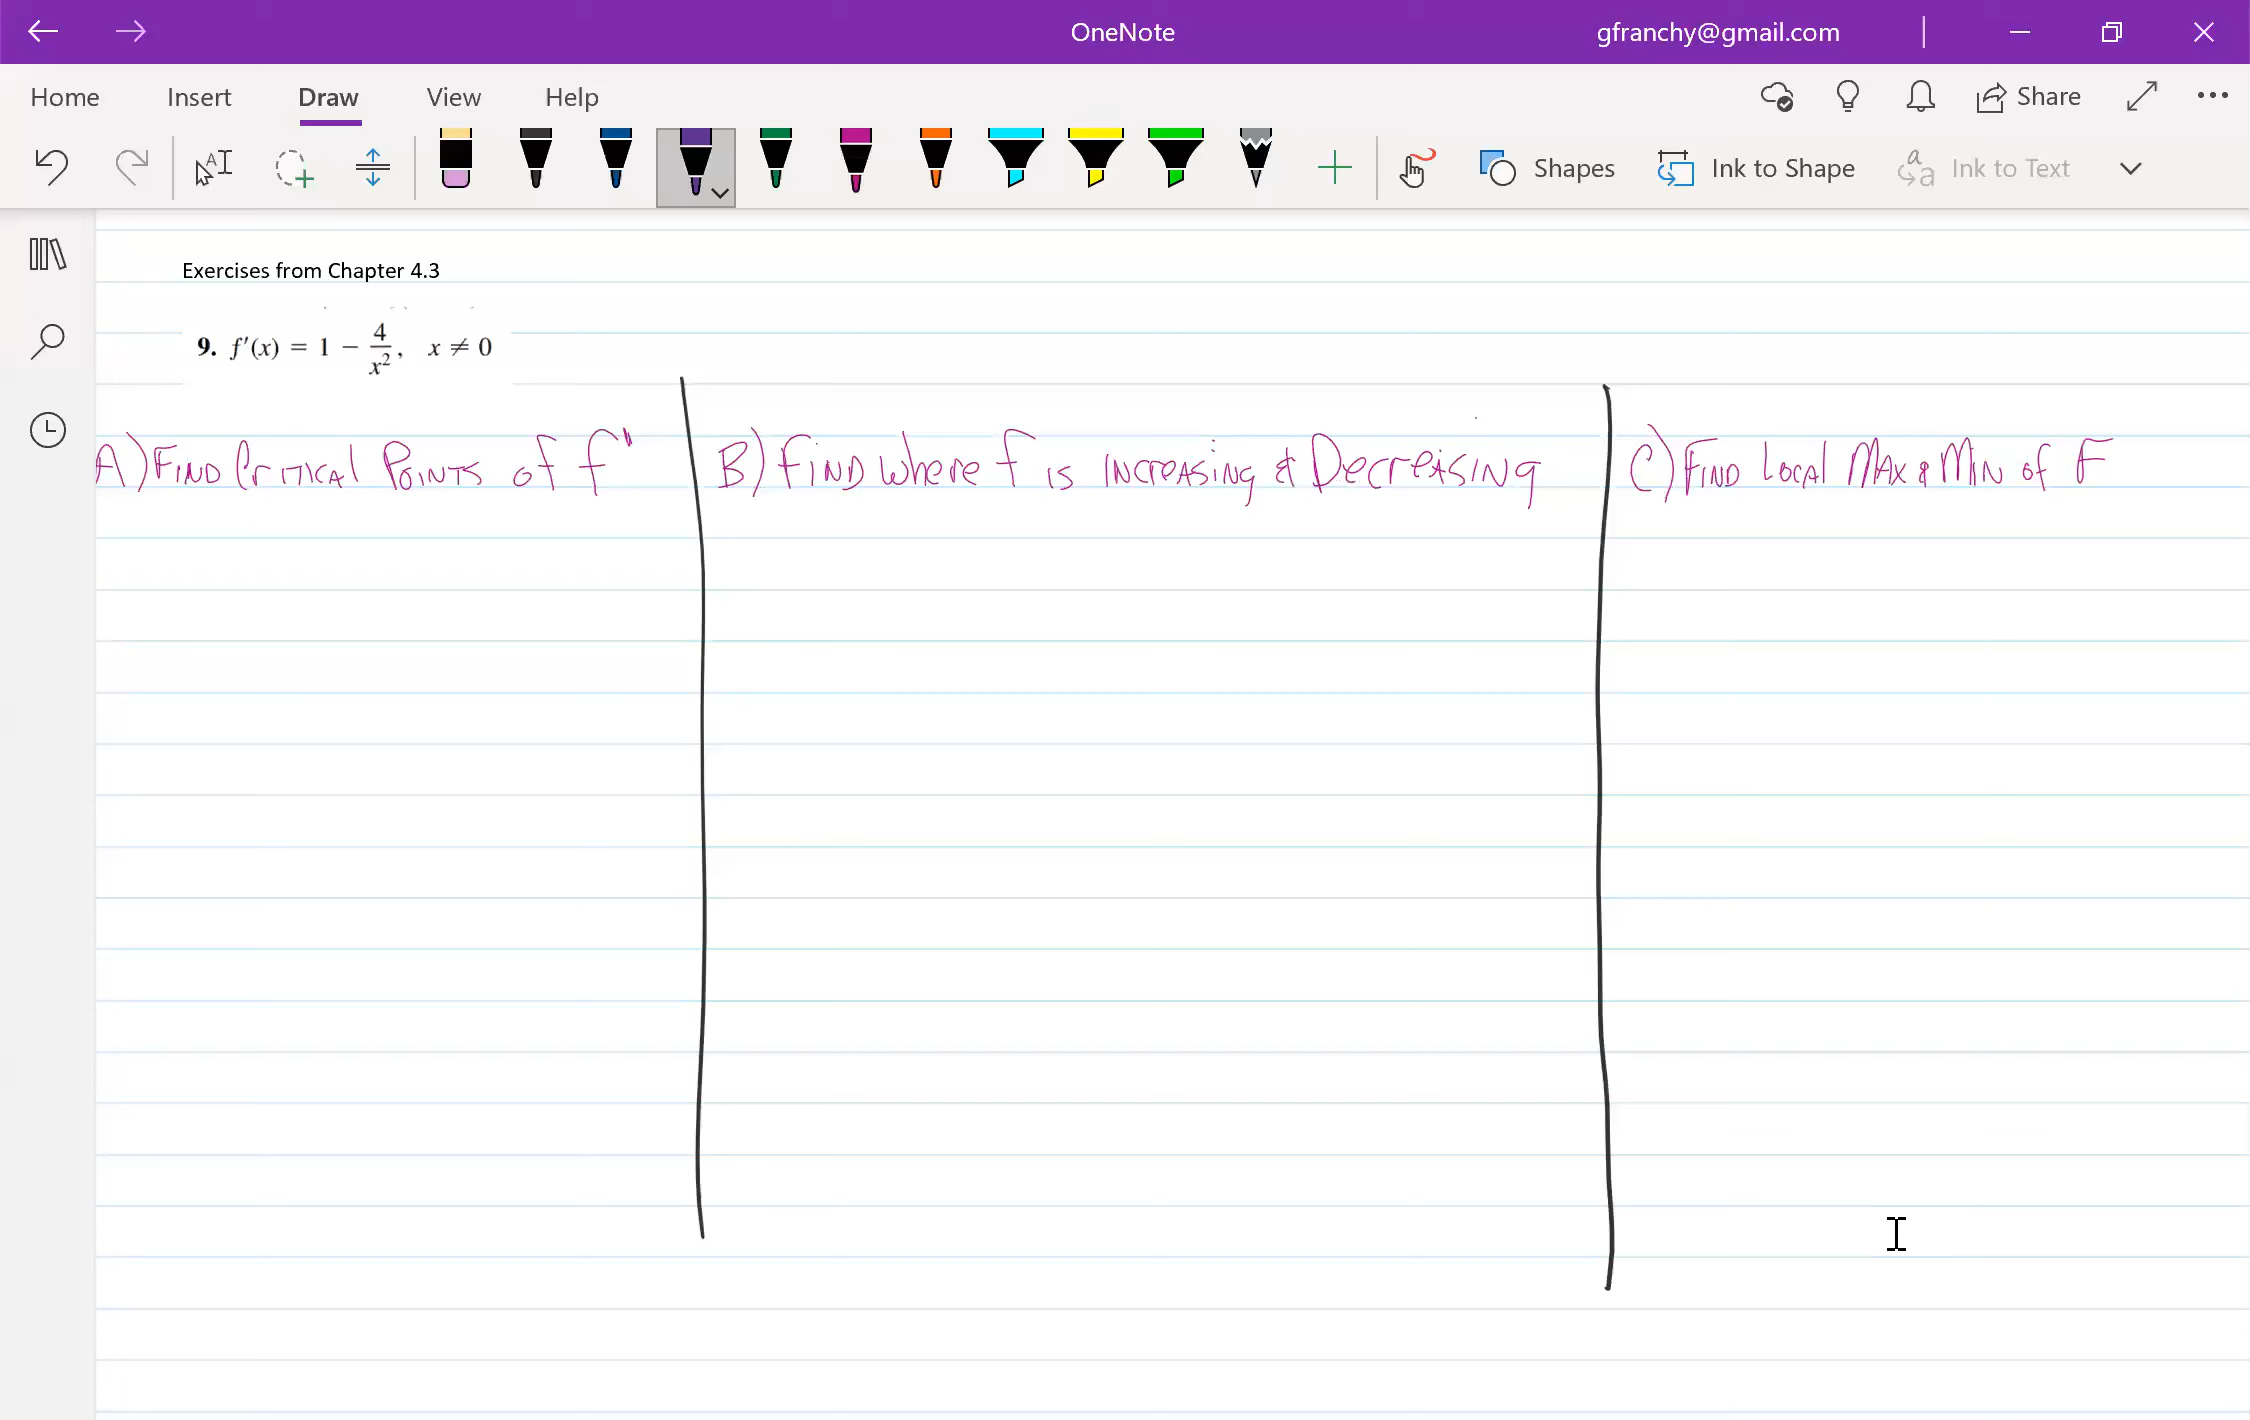 OneNote
gfranchy@gmail.com
Home Insert Draw View Help
Share
Shapes Ink to Shape Ink to Text
Exercises from Chapter 4.3
9. f′(x) = 1 − 4/x², x ≠ 0
A) FIND CRITICAL POINTS of f"
B) FIND where f is INCREASINg & DecreASINg
C) FIND LOCAL MAX & MIN of F